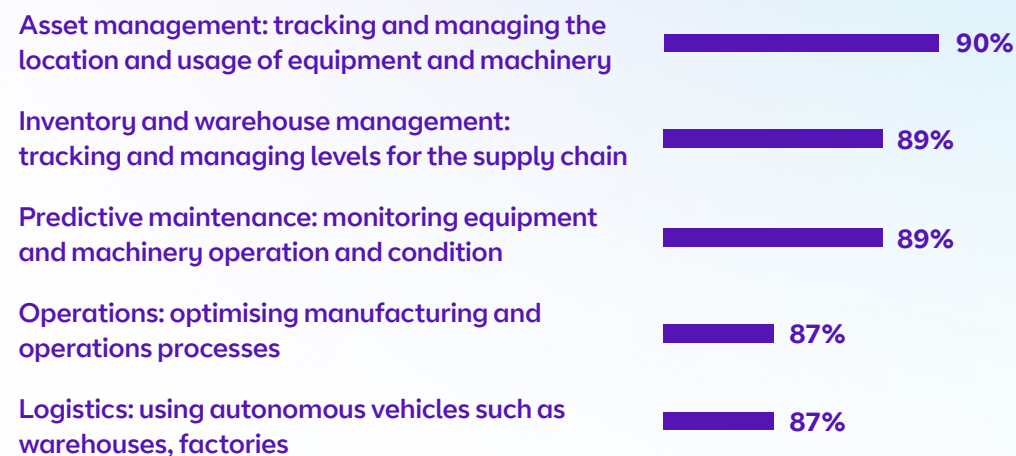 Asset management: tracking and managing the
location and usage of equipment and machinery
90%
Inventory and warehouse management:
tracking and managing levels for the supply chain
89%
Predictive maintenance: monitoring equipment
and machinery operation and condition
89%
Operations: optimising manufacturing and
operations processes
87%
Logistics: using autonomous vehicles such as
warehouses, factories
87%